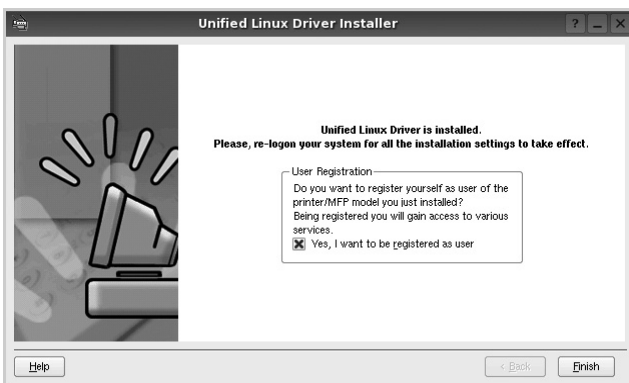 Unified Linux Driver Installer
Unified Linux Driver is installed.
Please, re-logon your system for all the installation settings to take effect.
User Registration
Do you want to register yourself as user of the
printer/MFP model you just installed?
Being registered you will gain access to various
services.
Yes, I want to be registered as user
Help
< Back
Finish